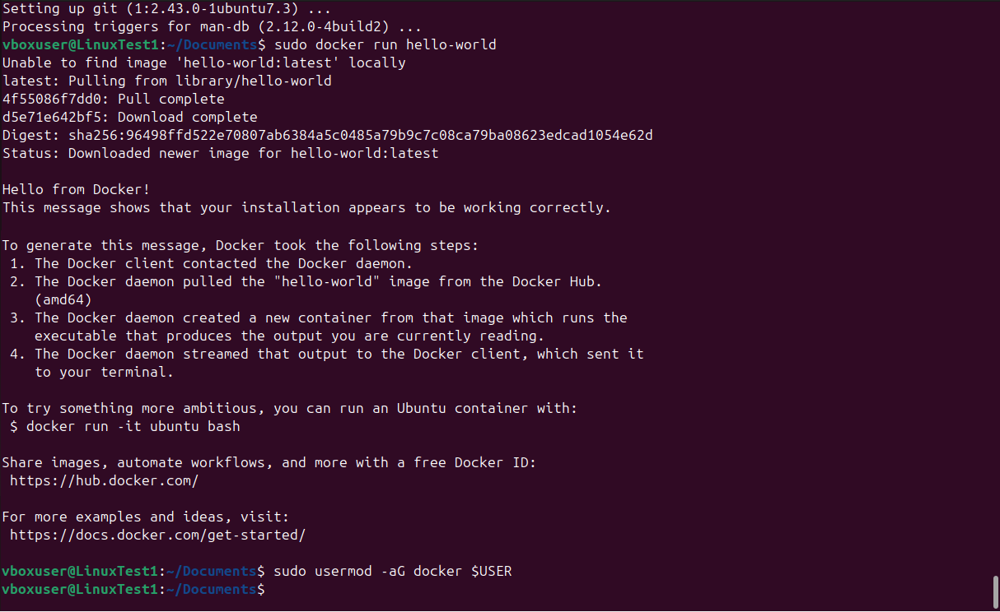 Setting up git (1:2.43.0-1ubuntu7.3) ...
Processing triggers for man-db (2.12.0-4build2) ...
vboxuser@LinuxTest1:~/Documents$ sudo docker run hello-world
Unable to find image 'hello-world:latest' locally
latest: Pulling from library/hello-world
4f55086f7dd0: Pull complete
d5e71e642bf5: Download complete
Digest: sha256:96498ffd522e70807ab6384a5c0485a79b9c7c08ca79ba08623edcad1054e62d
Status: Downloaded newer image for hello-world:latest

Hello from Docker!
This message shows that your installation appears to be working correctly.

To generate this message, Docker took the following steps:
 1. The Docker client contacted the Docker daemon.
 2. The Docker daemon pulled the "hello-world" image from the Docker Hub.
    (amd64)
 3. The Docker daemon created a new container from that image which runs the
    executable that produces the output you are currently reading.
 4. The Docker daemon streamed that output to the Docker client, which sent it
    to your terminal.

To try something more ambitious, you can run an Ubuntu container with:
 $ docker run -it ubuntu bash

Share images, automate workflows, and more with a free Docker ID:
 https://hub.docker.com/

For more examples and ideas, visit:
 https://docs.docker.com/get-started/

vboxuser@LinuxTest1:~/Documents$ sudo usermod -aG docker $USER
vboxuser@LinuxTest1:~/Documents$